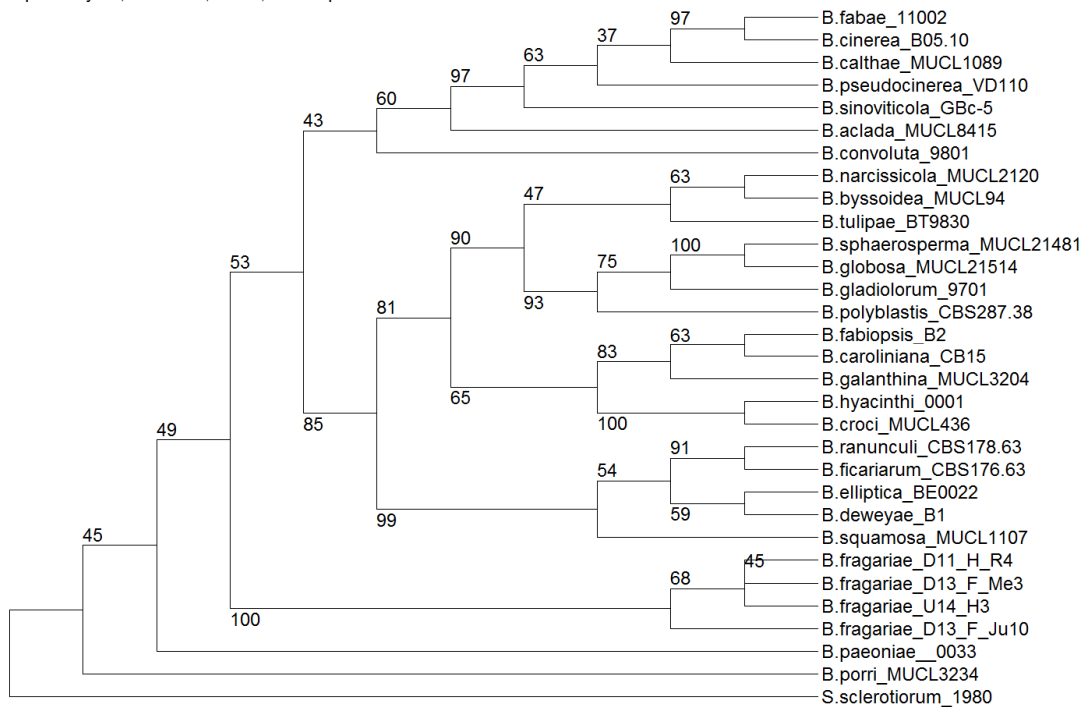 97
B.fabae_11002
37
B.cinerea_B05.10
63
B.calthae_MUCL1089
97
B.pseudocinerea_VD110
60
B.sinoviticola_GBc-5
43
B.aclada_MUCL8415
B.convoluta_9801
63
B.narcissicola_MUCL2120
47
B.byssoidea_MUCL94
B.tulipae_BT9830
90
100
B.sphaerosperma_MUCL21481
53
75
B.globosa_MUCL21514
B.gladiolorum_9701
93
81
B.polyblastis_CBS287.38
63
B.fabiopsis_B2
83
B.caroliniana_CB15
B.galanthina_MUCL3204
65
B.hyacinthi_0001
85
100
B.croci_MUCL436
49
91
B.ranunculi_CBS178.63
54
B.ficariarum_CBS176.63
B.elliptica_BE0022
99
59
B.deweyae_B1
45
B.squamosa_MUCL1107
45
B.fragariae_D11_H_R4
68
B.fragariae_D13_F_Me3
B.fragariae_U14_H3
100
B.fragariae_D13_F_Ju10
B.paeoniae__0033
B.porri_MUCL3234
S.sclerotiorum_1980